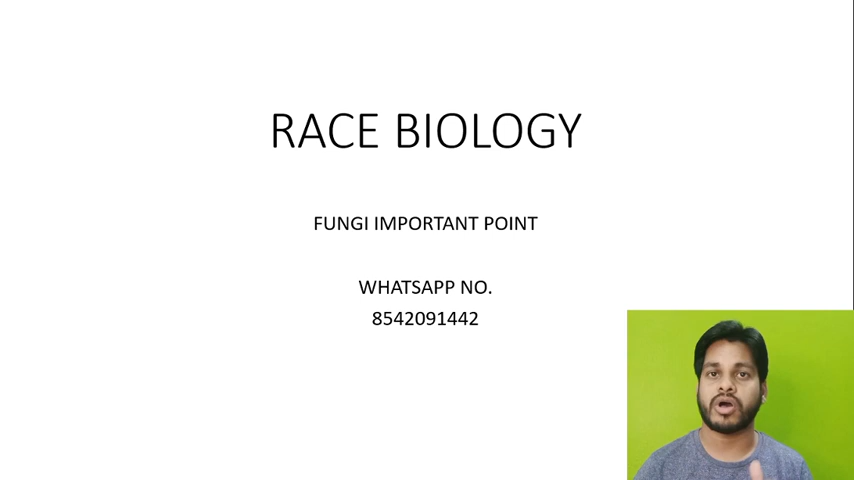 RACE BIOLOGY
FUNGI IMPORTANT POINT
WHATSAPP NO.
8542091442